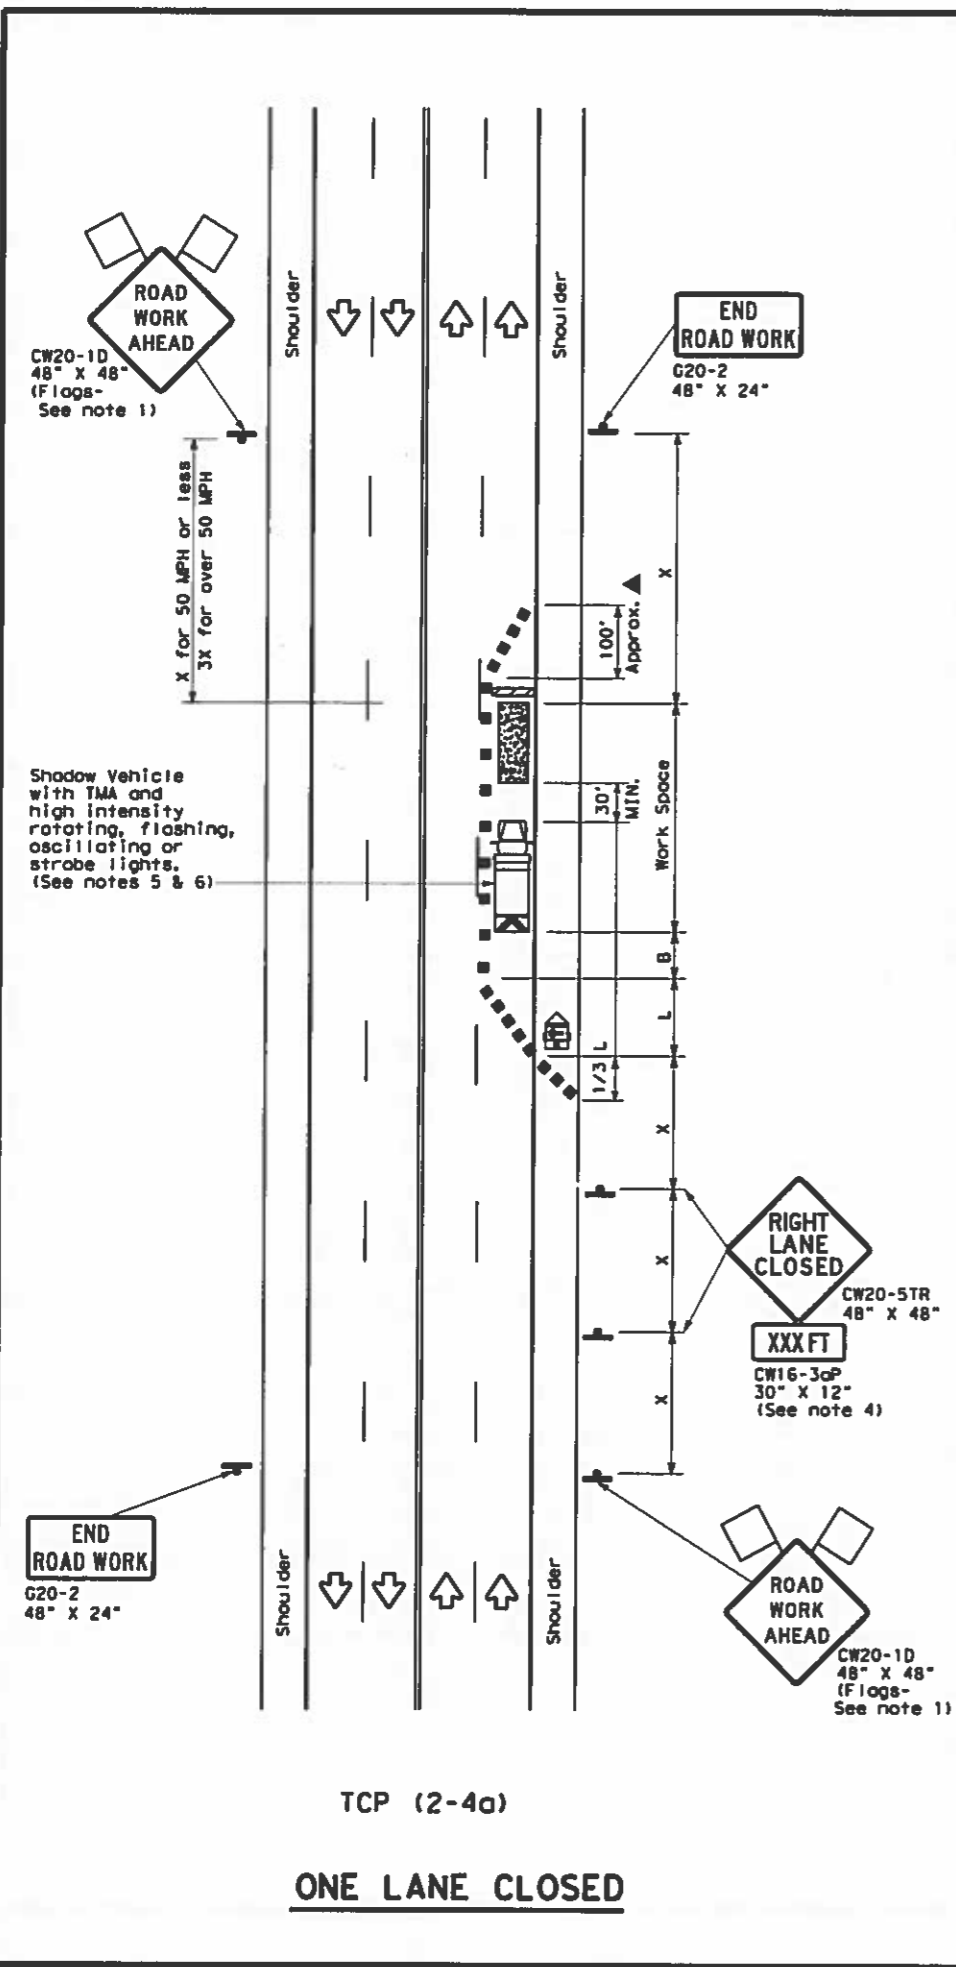 ROAD
WORK
AHEAD
CW20-1D
48" X 48"
(Flags-
See note 1)
Shoulder
Shoulder
END
ROAD WORK
G20-2
48" X 24"
X for 50 MPH or less
3X for over 50 MPH
X
100'
Approx.
Shadow Vehicle
with TMA and
high intensity
rotating, flashing,
oscillating or
strobe lights.
(See notes 5 & 6)
30'
MIN.
Work Space
B
L
1/3 L
X
X
X
RIGHT
LANE
CLOSED
CW20-5TR
48" X 48"
XXX FT
CW16-3aP
30" X 12"
(See note 4)
END
ROAD WORK
G20-2
48" X 24"
Shoulder
Shoulder
ROAD
WORK
AHEAD
CW20-1D
48" X 48"
(Flags-
See note 1)
TCP (2-4a)
ONE LANE CLOSED